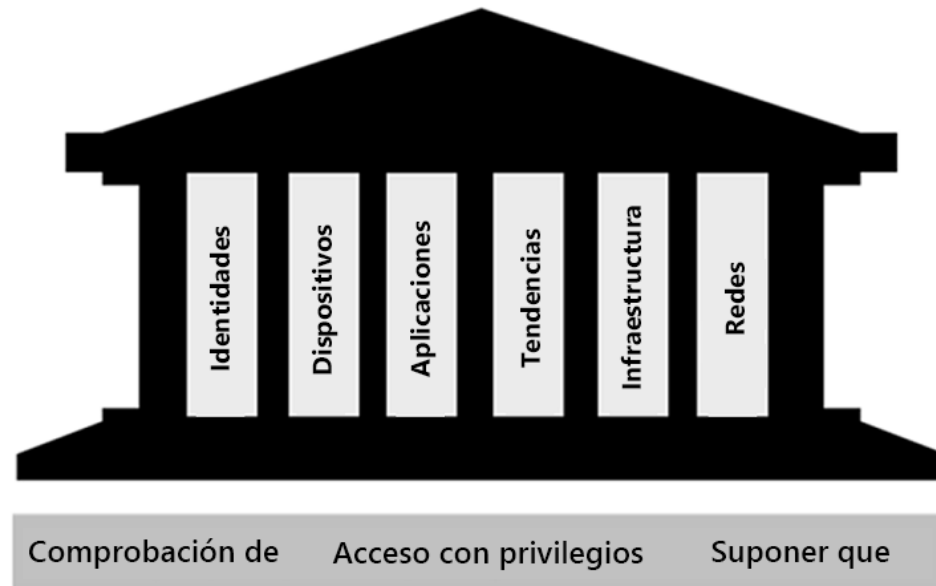 Identidades
Dispositivos
Aplicaciones
Tendencias
Infraestructura
Redes
Comprobación de
Acceso con privilegios
Suponer que